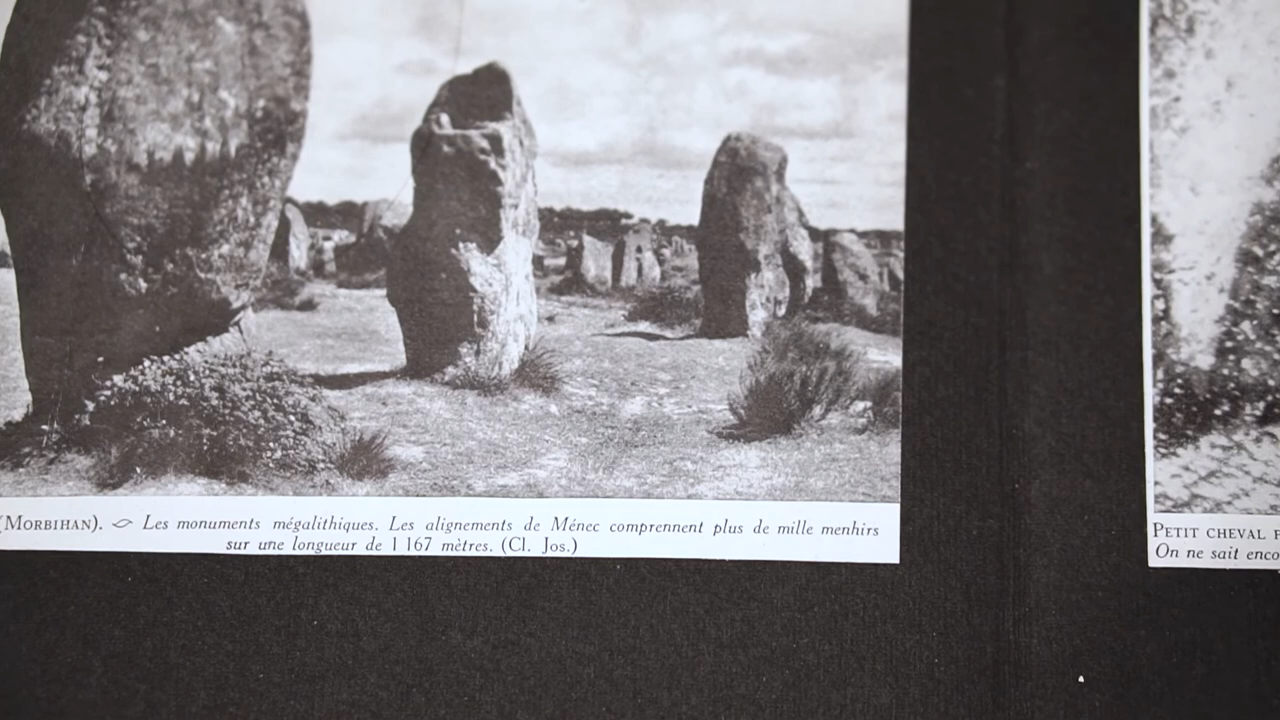 (MORBIHAN). Les monuments mégalithiques. Les alignements de Ménec comprennent plus de mille menhirs
sur une longueur de 1 167 mètres. (Cl. Jos.)
PETIT CHEVAL
On ne sait